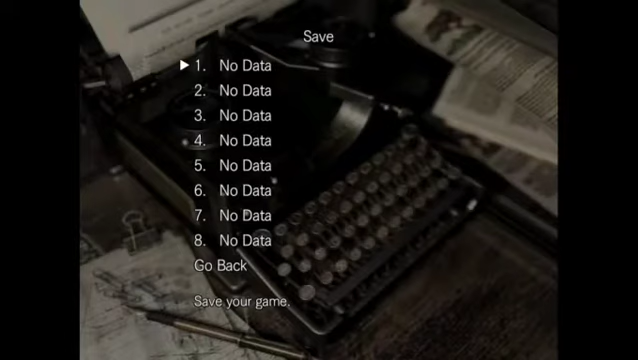 Save
1. No Data
2. No Data
3. No Data
4. No Data
5. No Data
6. No Data
7. No Data
8. No Data
Go Back
Save your game.